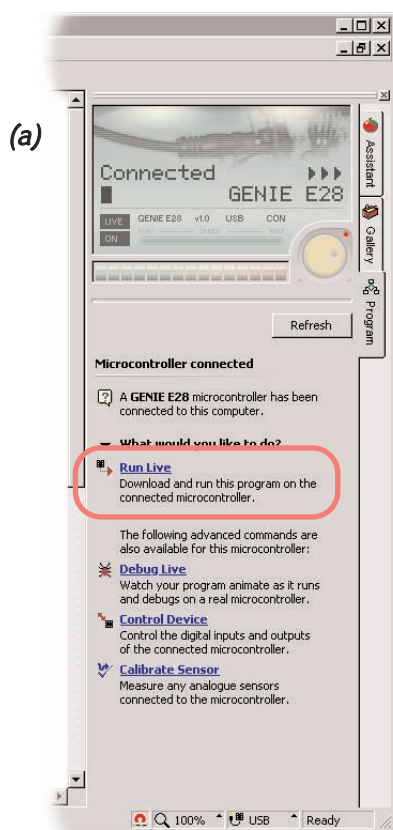 (a)
Connected
GENIE E28
LIVE
GENIE E28 v1.0 USB CON
ON
Assistant
Gallery
Program
Refresh
Microcontroller connected
A GENIE E28 microcontroller has been
connected to this computer.
What would you like to do?
Run Live
Download and run this program on the
connected microcontroller.
The following advanced commands are
also available for this microcontroller:
Debug Live
Watch your program animate as it runs
and debugs on a real microcontroller.
Control Device
Control the digital inputs and outputs
of the connected microcontroller.
Calibrate Sensor
Measure any analogue sensors
connected to the microcontroller.
100% USB Ready